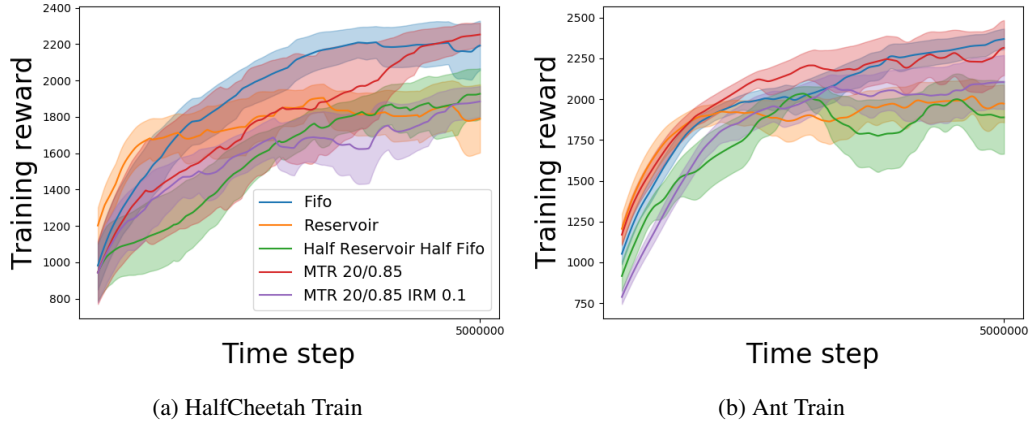 Training reward
2200
2000
1800
1600
1400
1200
1000
800
Fifo
Reservoir
Half Reservoir Half Fifo
MTR 20/0.85
MTR 20/0.85 IRM 0.1
5000000
Time step
(a) HalfCheetah Train
Training reward
2500
2250
2000
1750
1500
1250
1000
750
5000000
Time step
(b) Ant Train